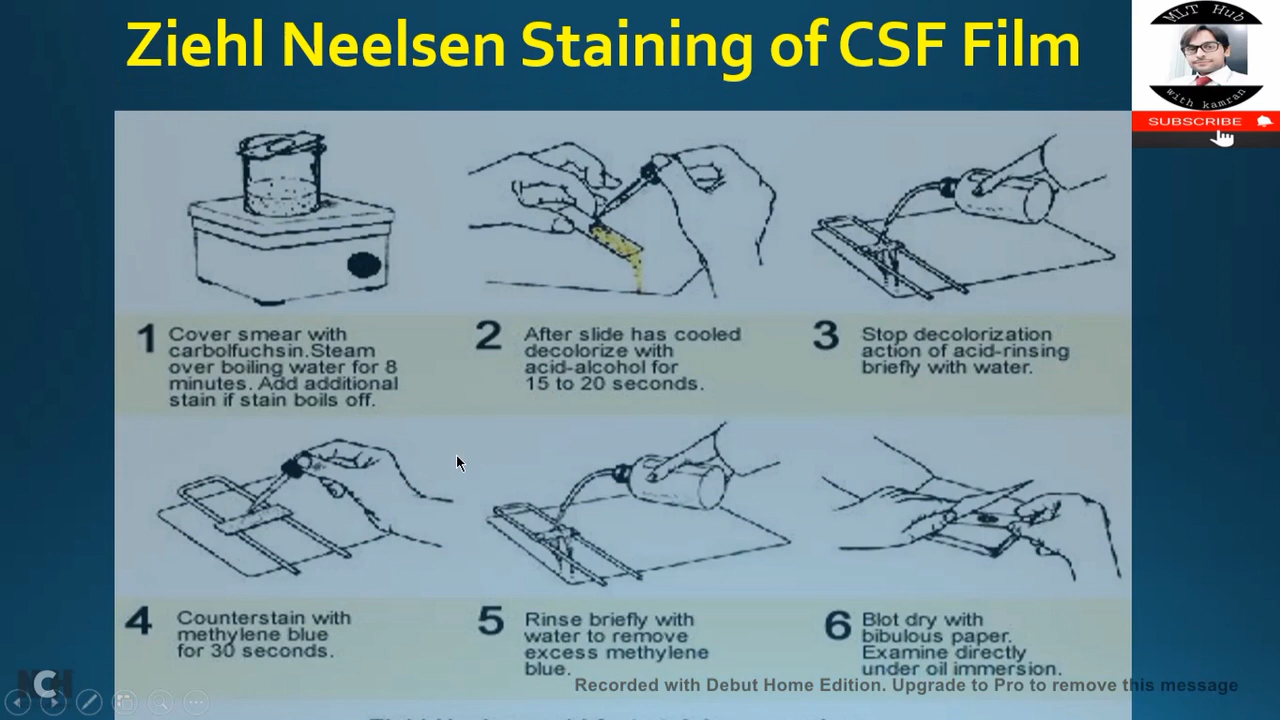 Ziehl Neelsen Staining of CSF Film
MLT Hub
with kamran
SUBSCRIBE
1 Cover smear with
carbolfuchsin.Steam
over boiling water for 8
minutes. Add additional
stain if stain boils off.
2 After slide has cooled
decolorize with
acid-alcohol for
15 to 20 seconds.
3 Stop decolorization
action of acid-rinsing
briefly with water.
4 Counterstain with
methylene blue
for 30 seconds.
5 Rinse briefly with
water to remove
excess methylene
blue.
6 Blot dry with
bibulous paper.
Examine directly
under oil immersion.
NCH
Recorded with Debut Home Edition. Upgrade to Pro to remove this message